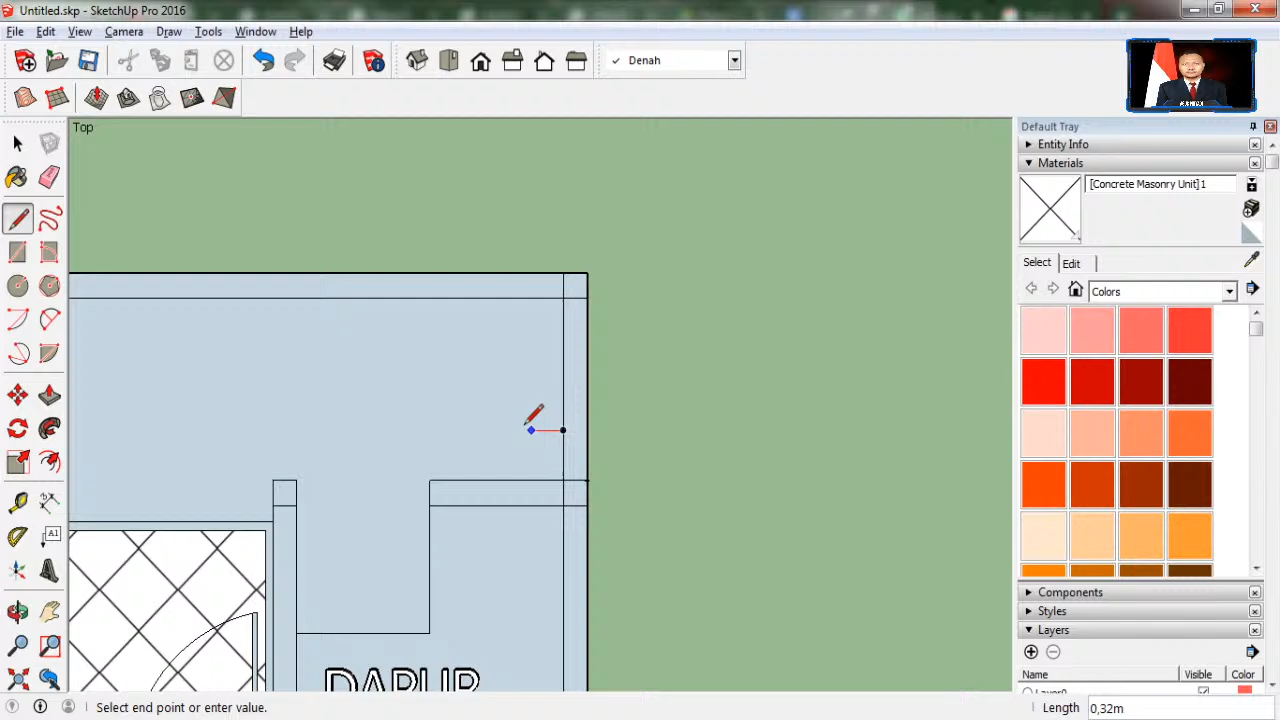 Untitled.skp - SketchUp Pro 2016
File Edit View Camera Draw Tools Window Help
✓ Denah
Top
Default Tray
Entity Info
Materials
[Concrete Masonry Unit]1
Select Edit
Colors
A1
DAPUR
Components
Styles
Layers
Name Visible Color
Layer0
Select end point or enter value.
Length 0,32m